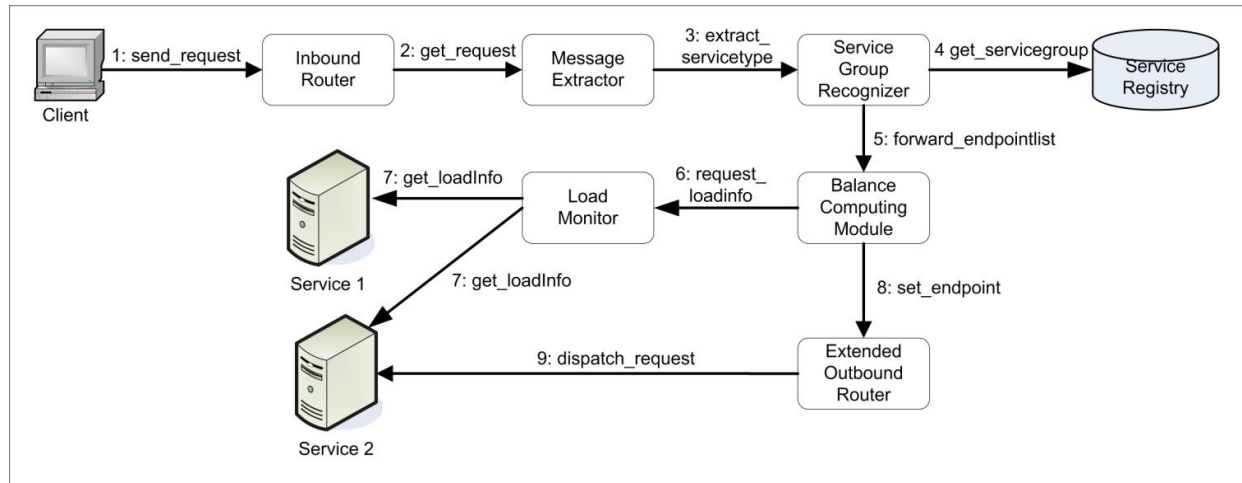 1: send_request
Inbound
Router
2: get_request
Message
Extractor
3: extract_
servicetype
Service
Group
Recognizer
4 get_servicegroup
Service
Registry
Client
5: forward_endpointlist
7: get_loadInfo
Load
Monitor
6: request_
loadinfo
Balance
Computing
Module
Service 1
7: get_loadInfo
8: set_endpoint
9: dispatch_request
Extended
Outbound
Router
Service 2